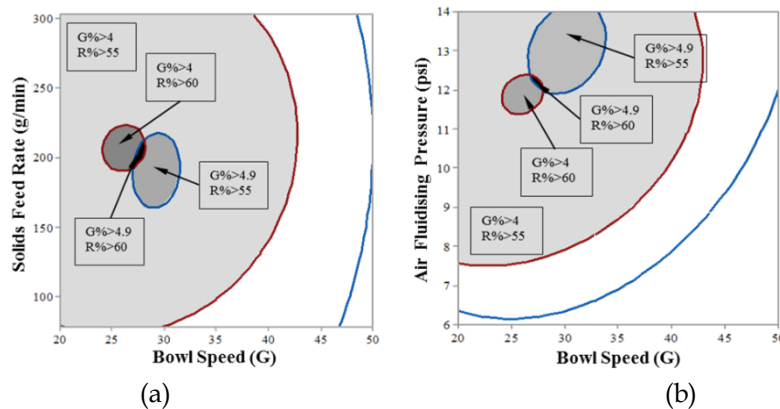 300
250
200
150
100
20
25
30
35
40
45
50
Solids Feed Rate (g/min)
Bowl Speed (G)
G%>4
R%>55
G%>4
R%>60
G%>4.9
R%>55
G%>4.9
R%>60
(a)
14
13
12
11
10
9
8
7
6
20
25
30
35
40
45
50
Air Fluidising Pressure (psi)
Bowl Speed (G)
G%>4.9
R%>55
G%>4.9
R%>60
G%>4
R%>60
G%>4
R%>55
(b)